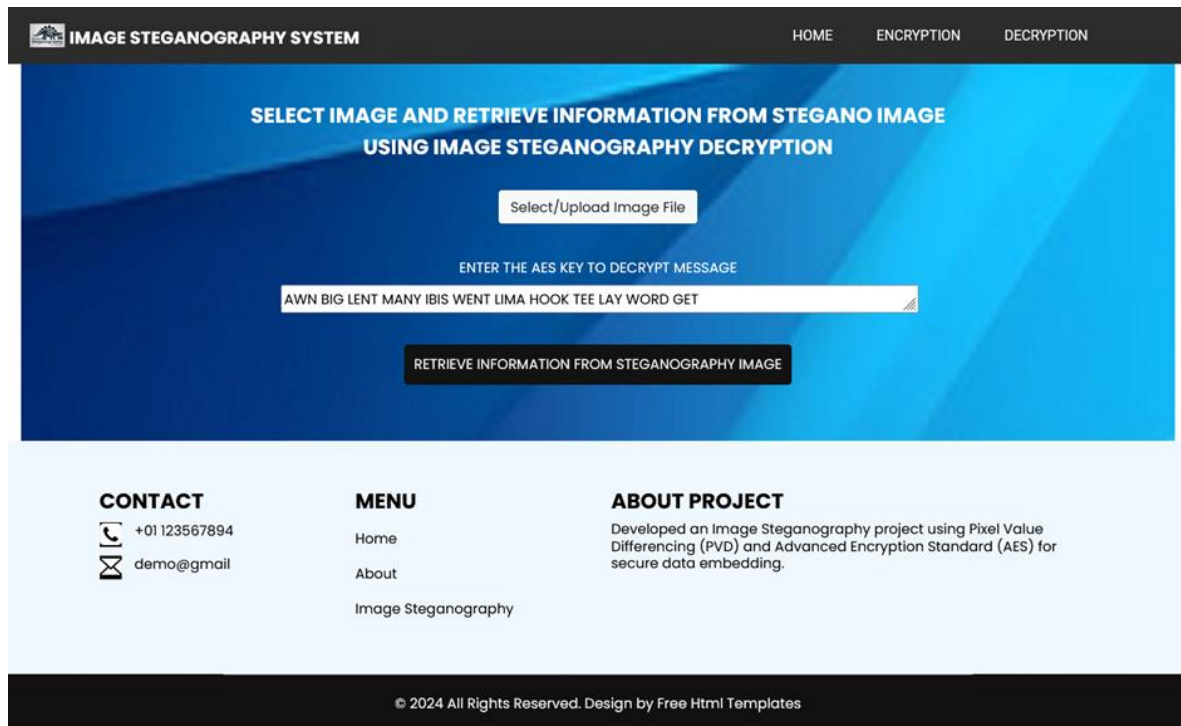 IMAGE STEGANOGRAPHY SYSTEM
HOME ENCRYPTION DECRYPTION
SELECT IMAGE AND RETRIEVE INFORMATION FROM STEGANO IMAGE
USING IMAGE STEGANOGRAPHY DECRYPTION
Select/Upload Image File
ENTER THE AES KEY TO DECRYPT MESSAGE
AWN BIG LENT MANY IBIS WENT LIMA HOOK TEE LAY WORD GET
RETRIEVE INFORMATION FROM STEGANOGRAPHY IMAGE
CONTACT
+01 123567894
demo@gmail
MENU
Home
About
Image Steganography
ABOUT PROJECT
Developed an Image Steganography project using Pixel Value
Differencing (PVD) and Advanced Encryption Standard (AES) for
secure data embedding.
© 2024 All Rights Reserved. Design by Free Html Templates